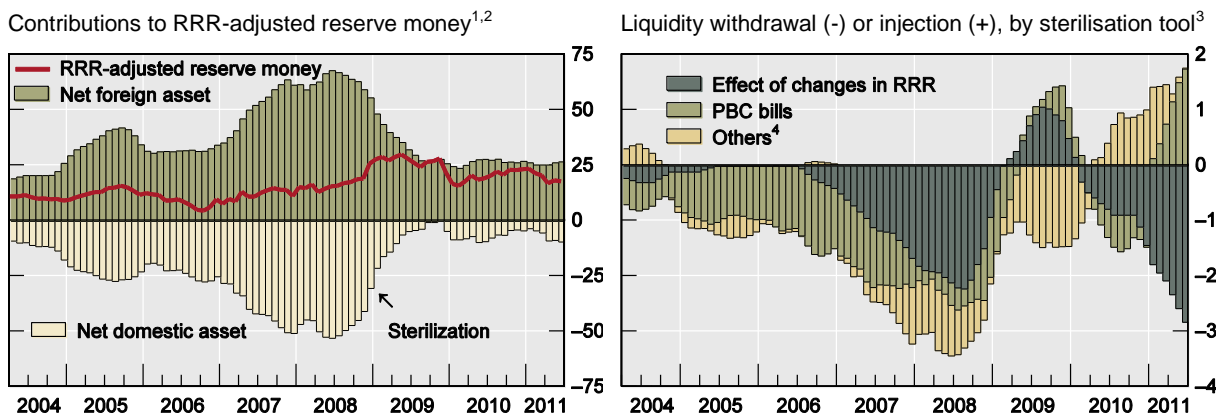 Contributions to RRR-adjusted reserve money1,2
75
RRR-adjusted reserve money
Net foreign asset
50
25
0
–25
Net domestic asset
Sterilization
–50
–75
2004 2005 2006 2007 2008 2009 2010 2011
Liquidity withdrawal (-) or injection (+), by sterilisation tool3
2
Effect of changes in RRR
PBC bills
Others4
1
0
–1
–2
–3
–4
2004 2005 2006 2007 2008 2009 2010 2011